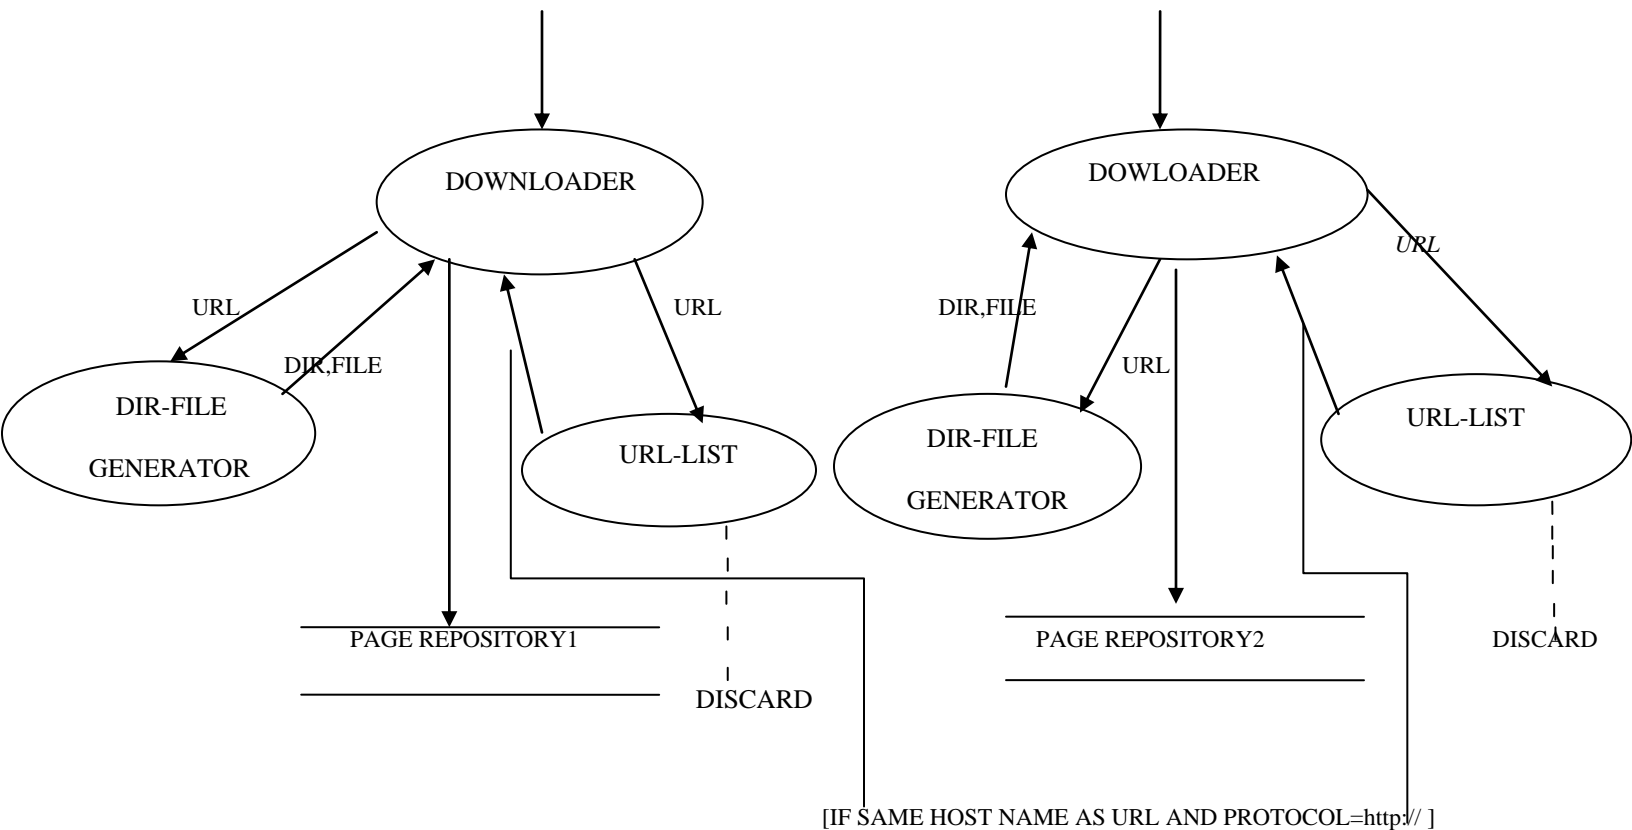 DOWNLOADER
URL
DIR,FILE
URL
DIR-FILE
GENERATOR
URL-LIST
PAGE REPOSITORY1
DISCARD
DOWLOADER
URL
DIR,FILE
URL
DIR-FILE
GENERATOR
URL-LIST
PAGE REPOSITORY2
DISCARD
[IF SAME HOST NAME AS URL AND PROTOCOL=http:// ]